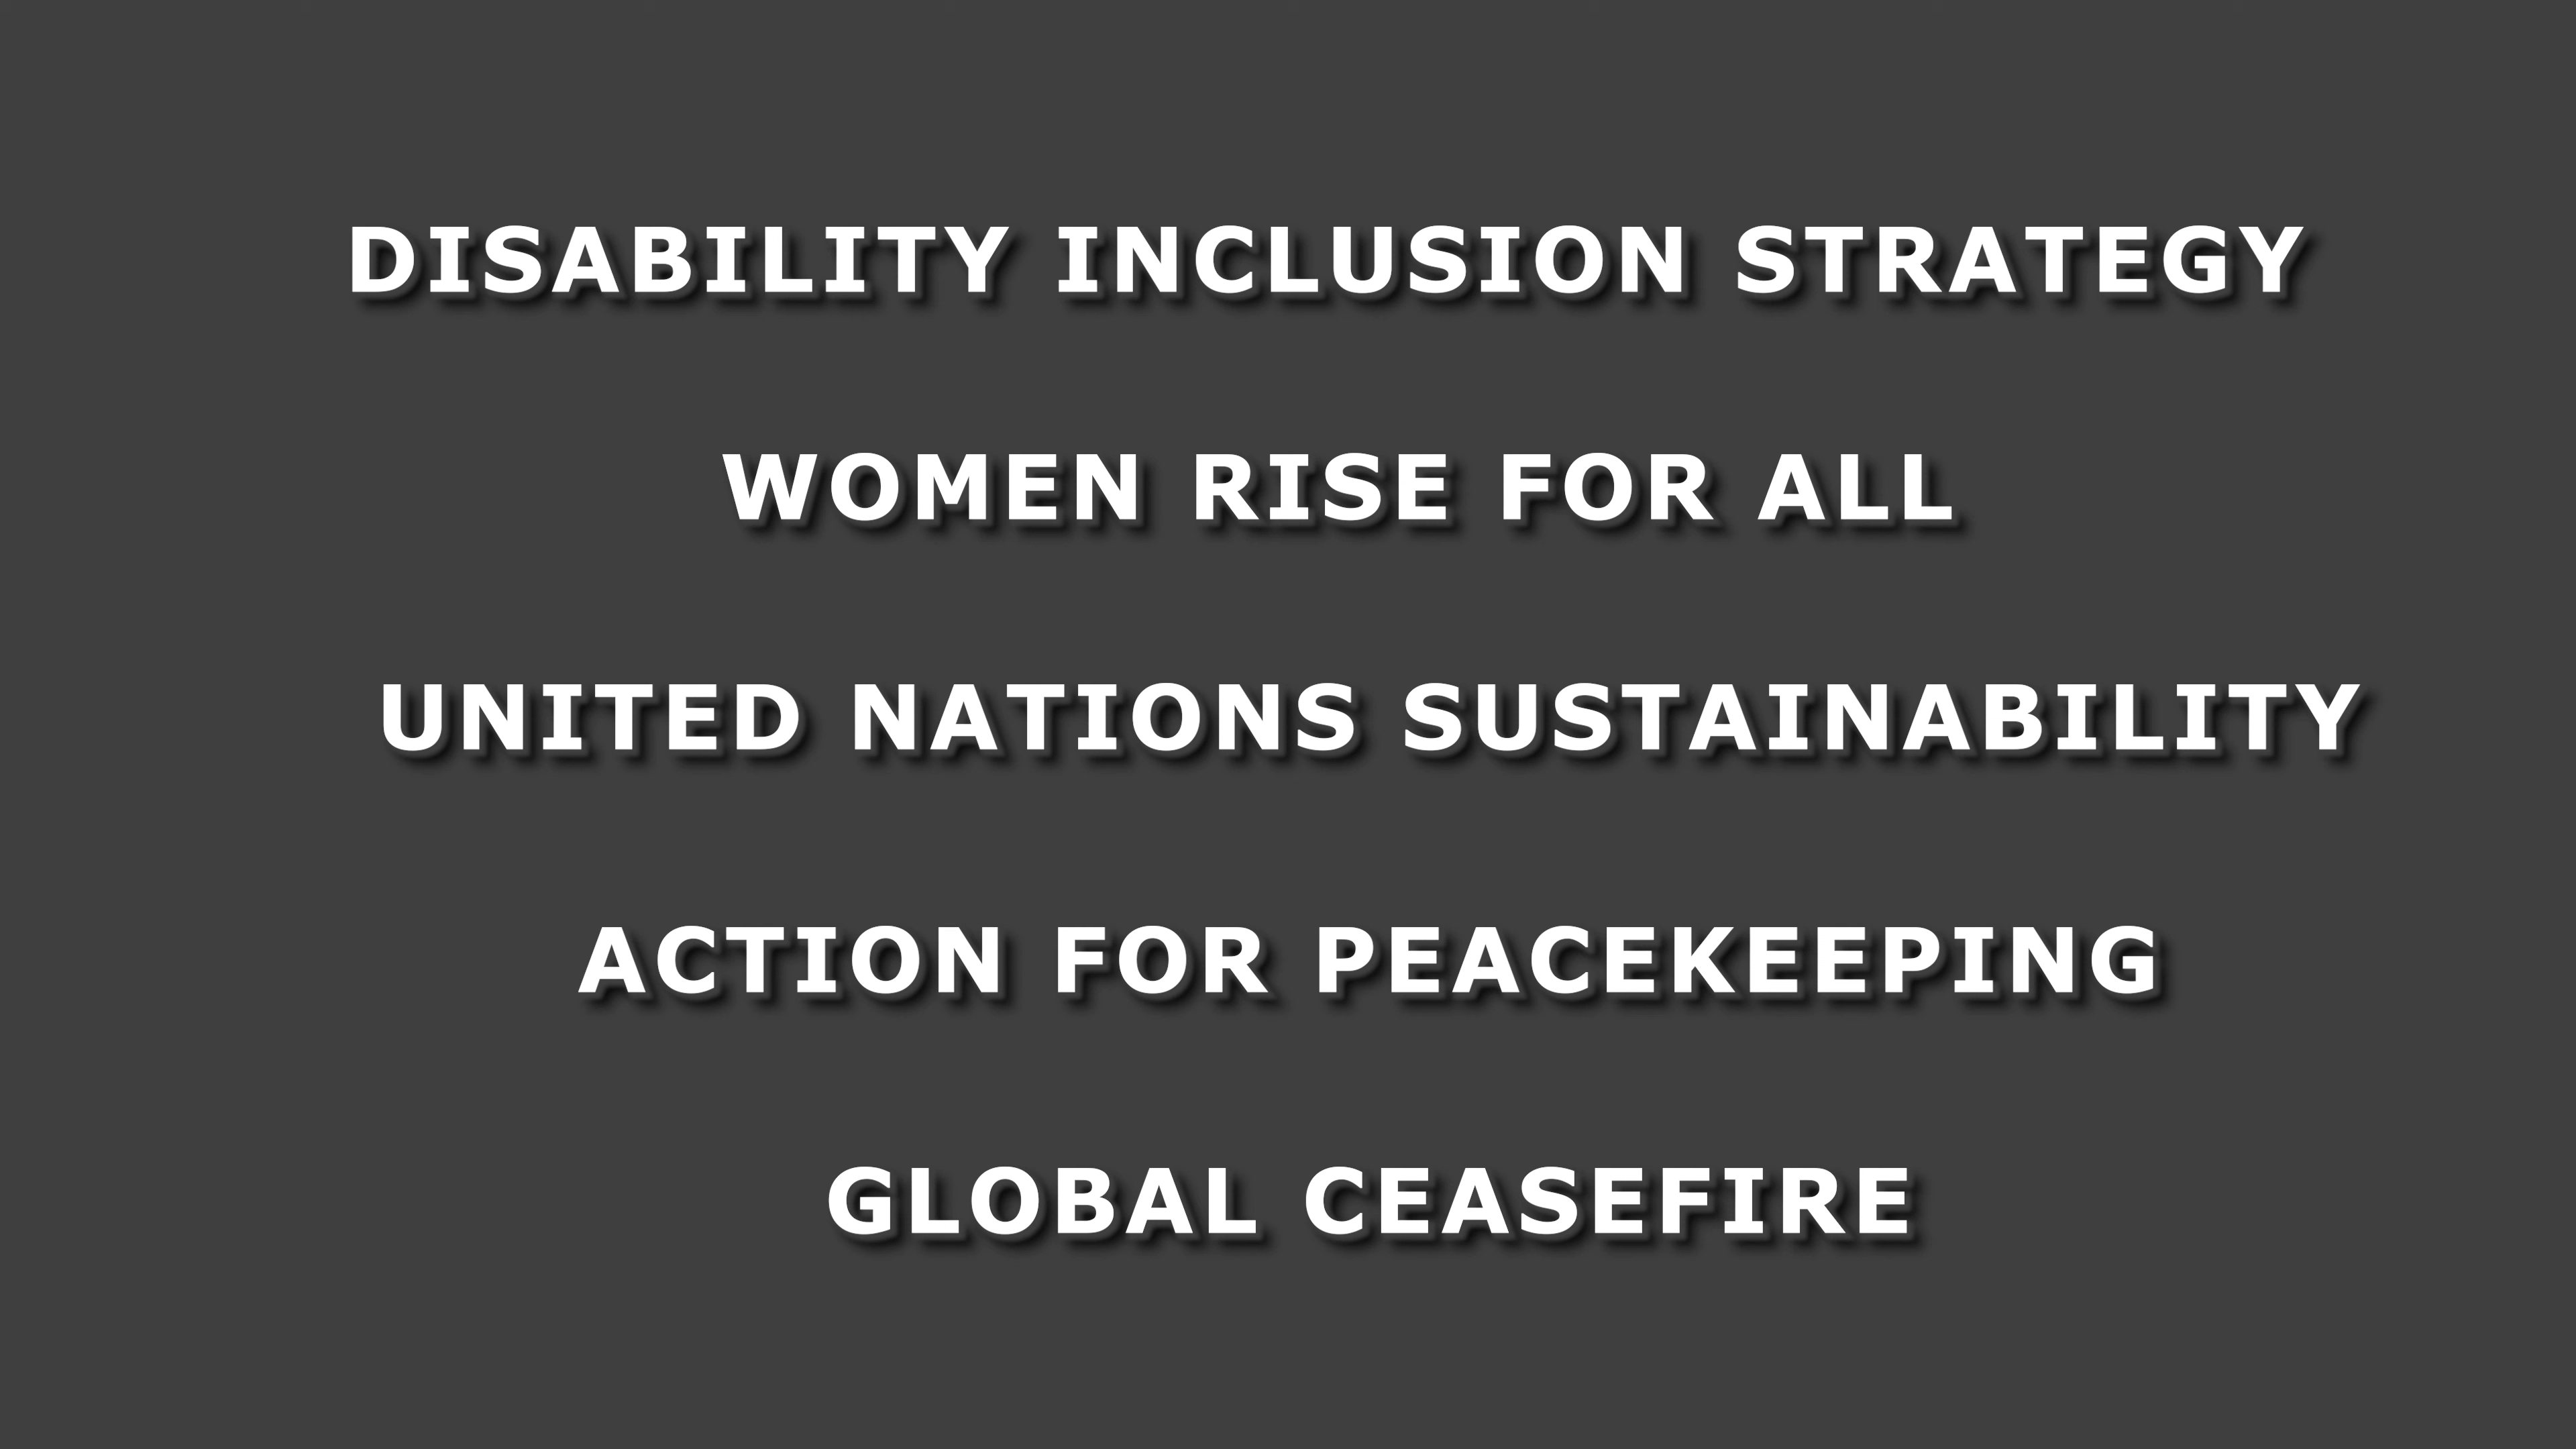 DISABILITY INCLUSION STRATEGY
WOMEN RISE FOR ALL
UNITED NATIONS SUSTAINABILITY
ACTION FOR PEACEKEEPING
GLOBAL CEASEFIRE